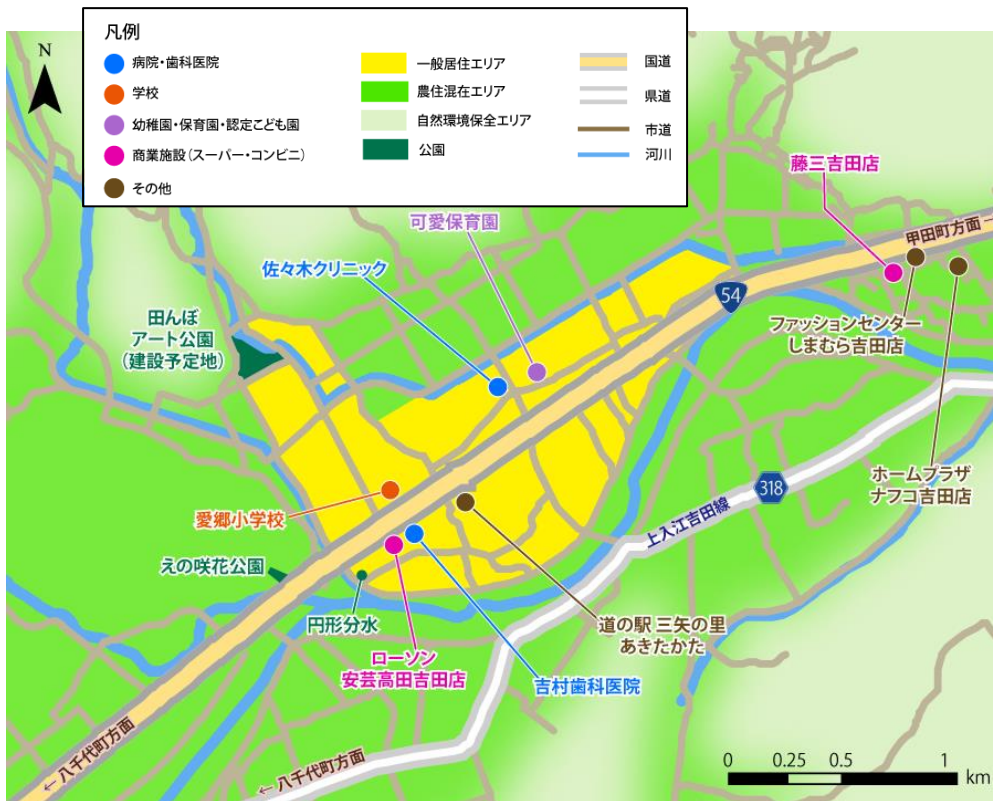 凡例
病院・歯科医院
学校
幼稚園・保育園・認定こども園
商業施設（スーパー・コンビニ）
その他
一般居住エリア
農住混在エリア
自然環境保全エリア
公園
国道
県道
市道
河川
N
藤三吉田店
可愛保育園
甲田町方面→
佐々木クリニック
54
田んぼ
アート公園
（建設予定地）
ファッションセンター
しまむら吉田店
ホームプラザ
ナフコ吉田店
318
愛郷小学校
上入江吉田線
えの咲花公園
円形分水
道の駅 三矢の里
あきたかた
ローソン
安芸高田吉田店
吉村歯科医院
←八千代町方面
←八千代町方面
0 0.25 0.5 1
km